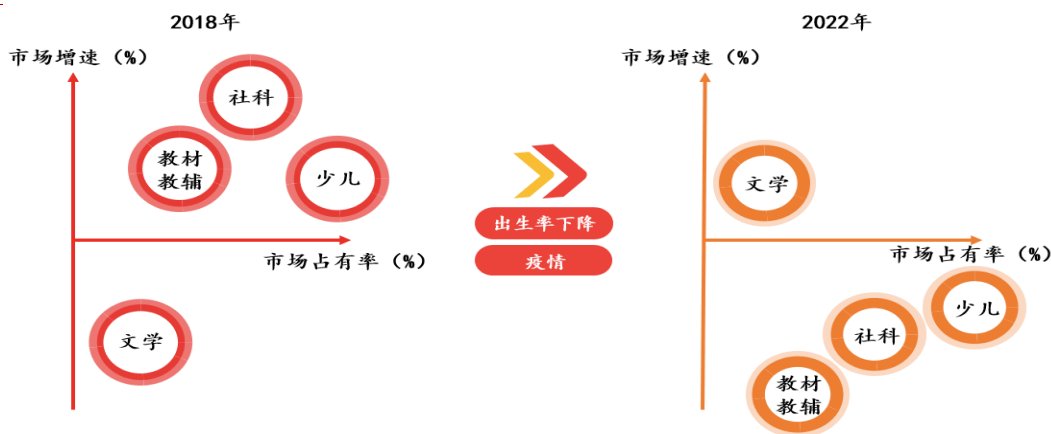 2018年
市场增速（%）
社科
教材
教辅
少儿
市场占有率（%）
文学
出生率下降
疫情
2022年
市场增速（%）
文学
市场占有率（%）
少儿
社科
教材
教辅